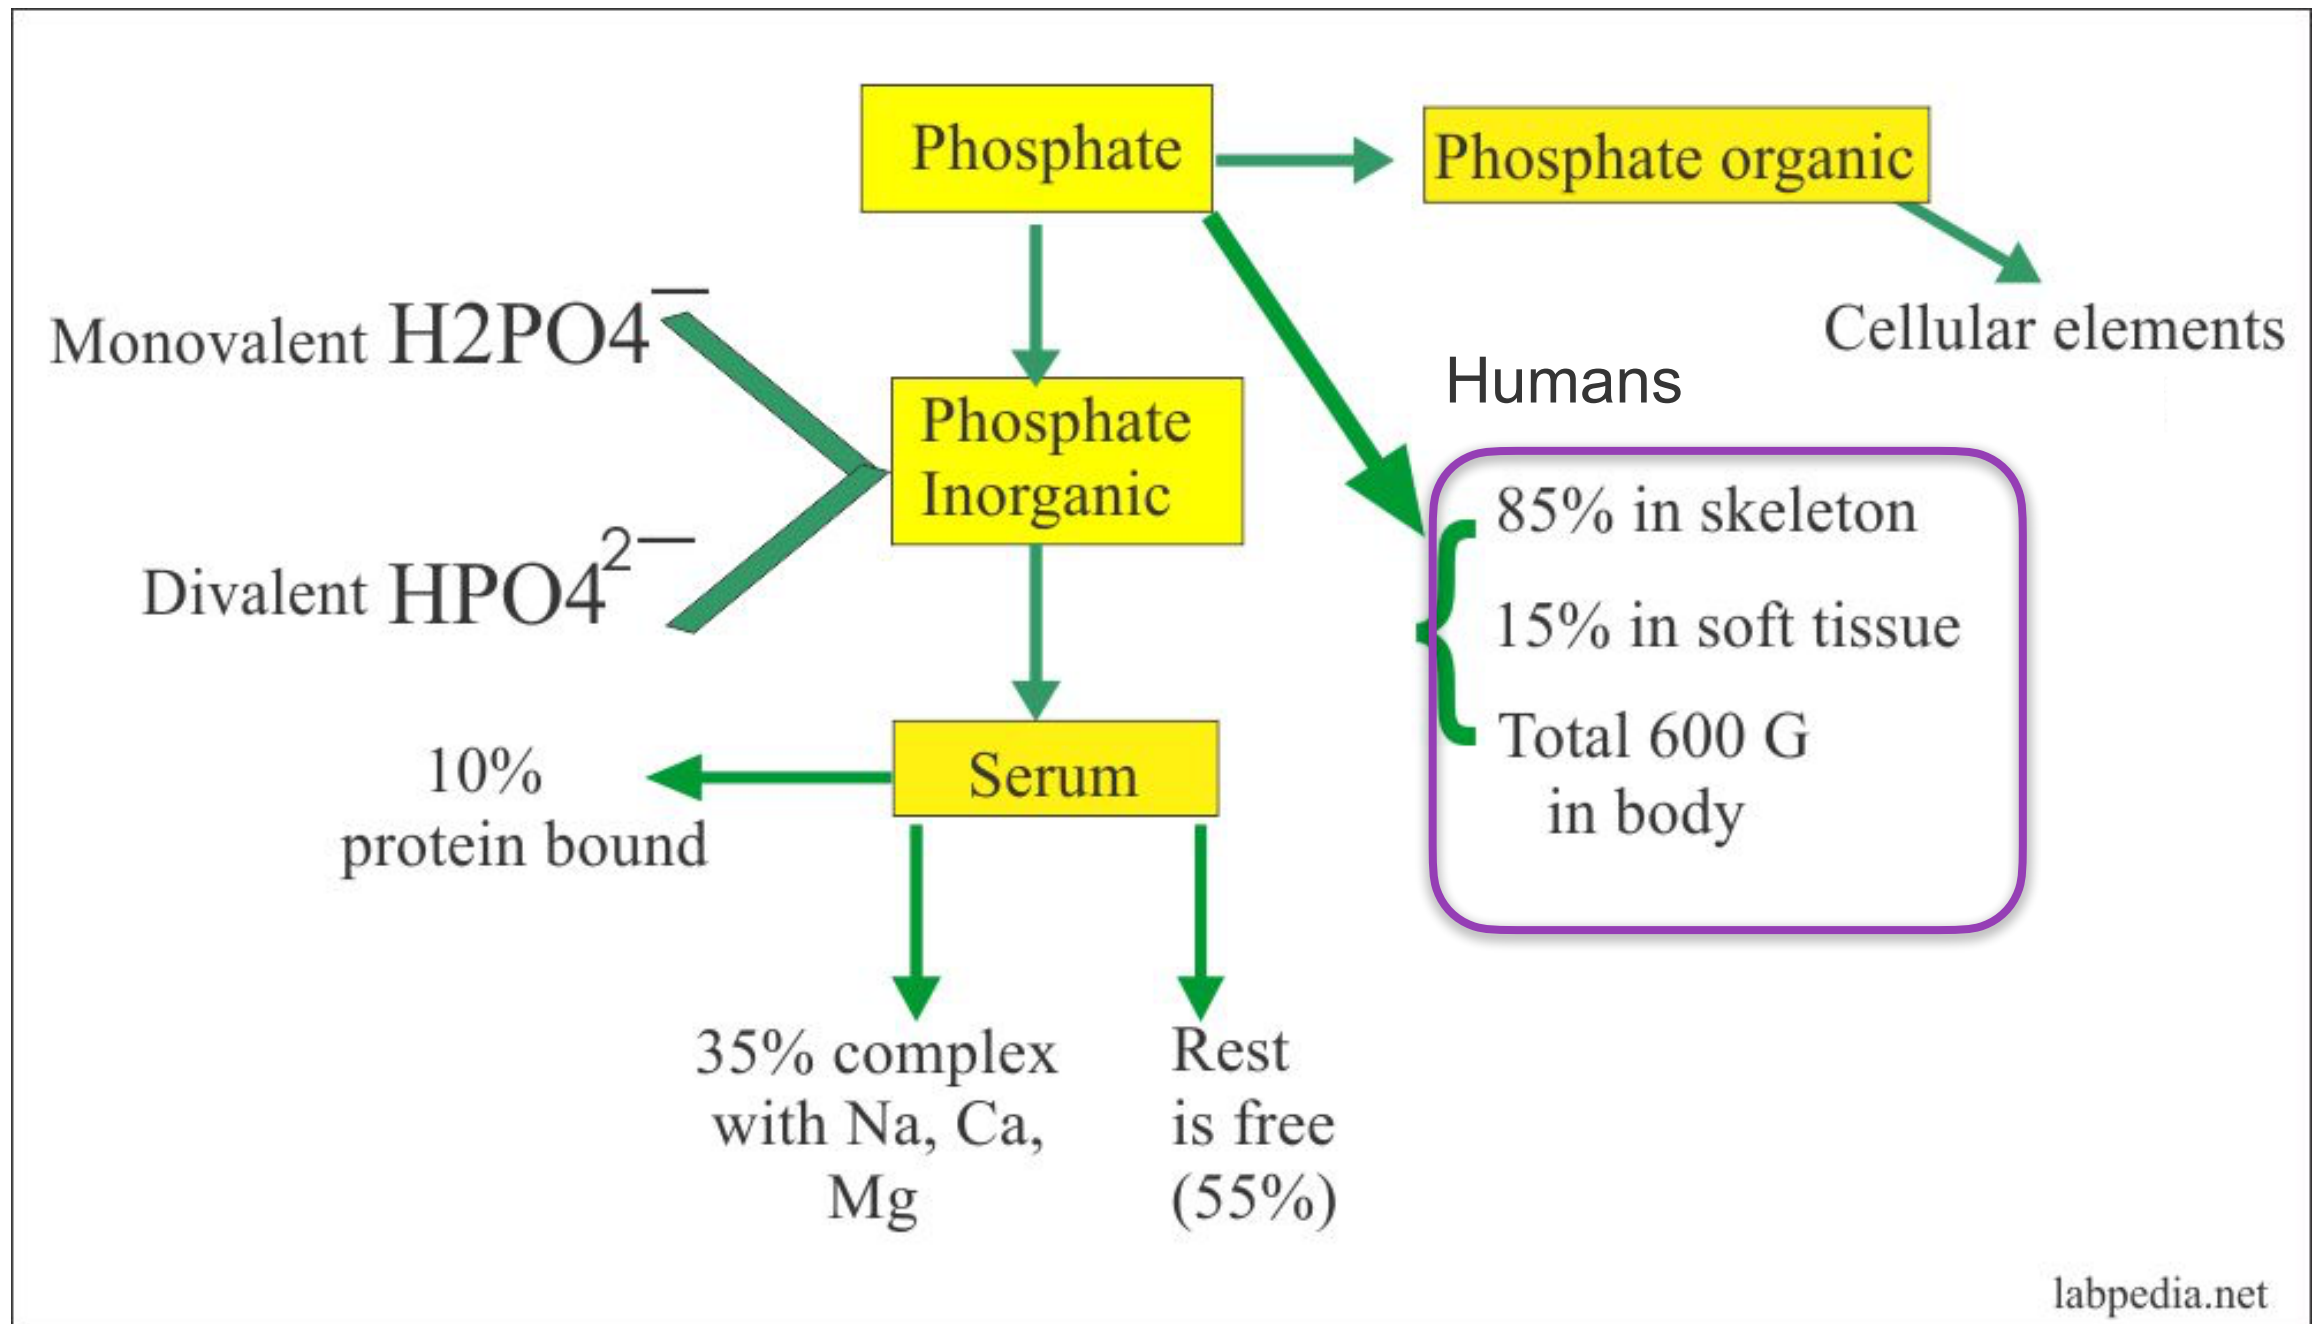 Phosphate
Phosphate organic
Cellular elements
Monovalent H2PO4—
Humans
Phosphate
Inorganic
Divalent HPO4 2—
85% in skeleton
15% in soft tissue
Total 600 G
in body
Serum
10%
protein bound
35% complex
with Na, Ca,
Mg
Rest
is free
(55%)
labpedia.net